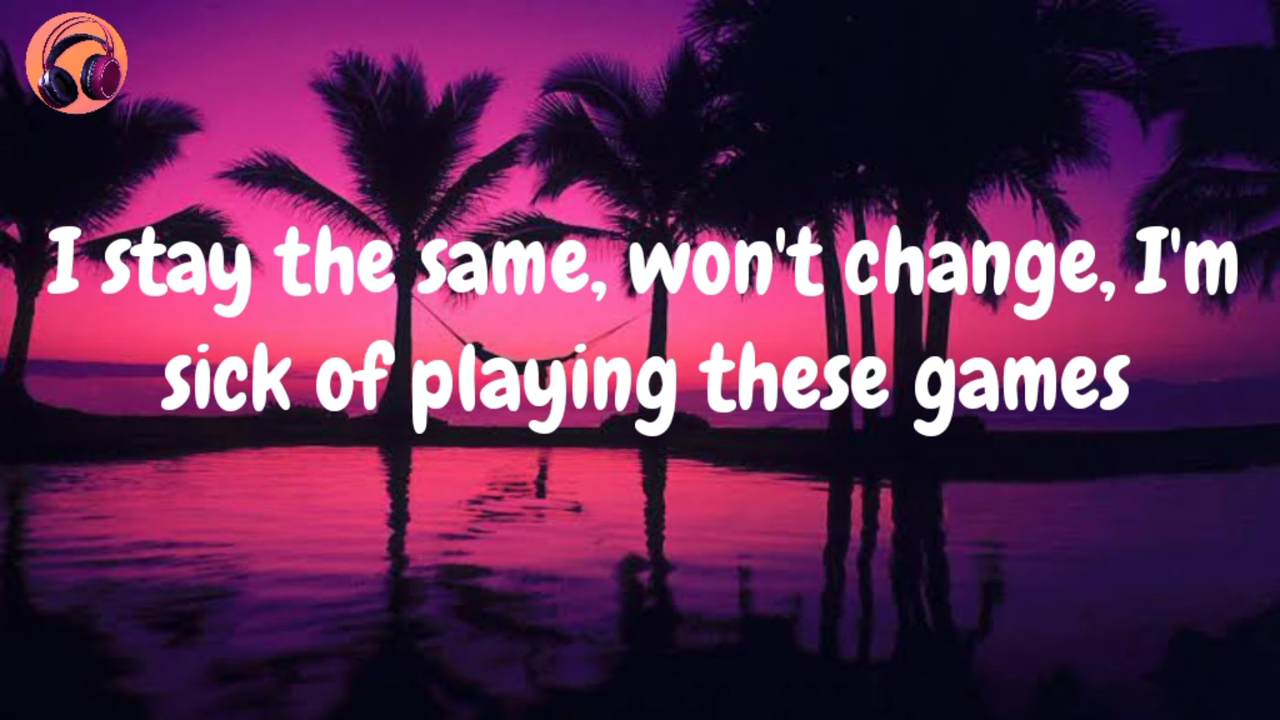 I stay the same, won't change, I'm
sick of playing these games